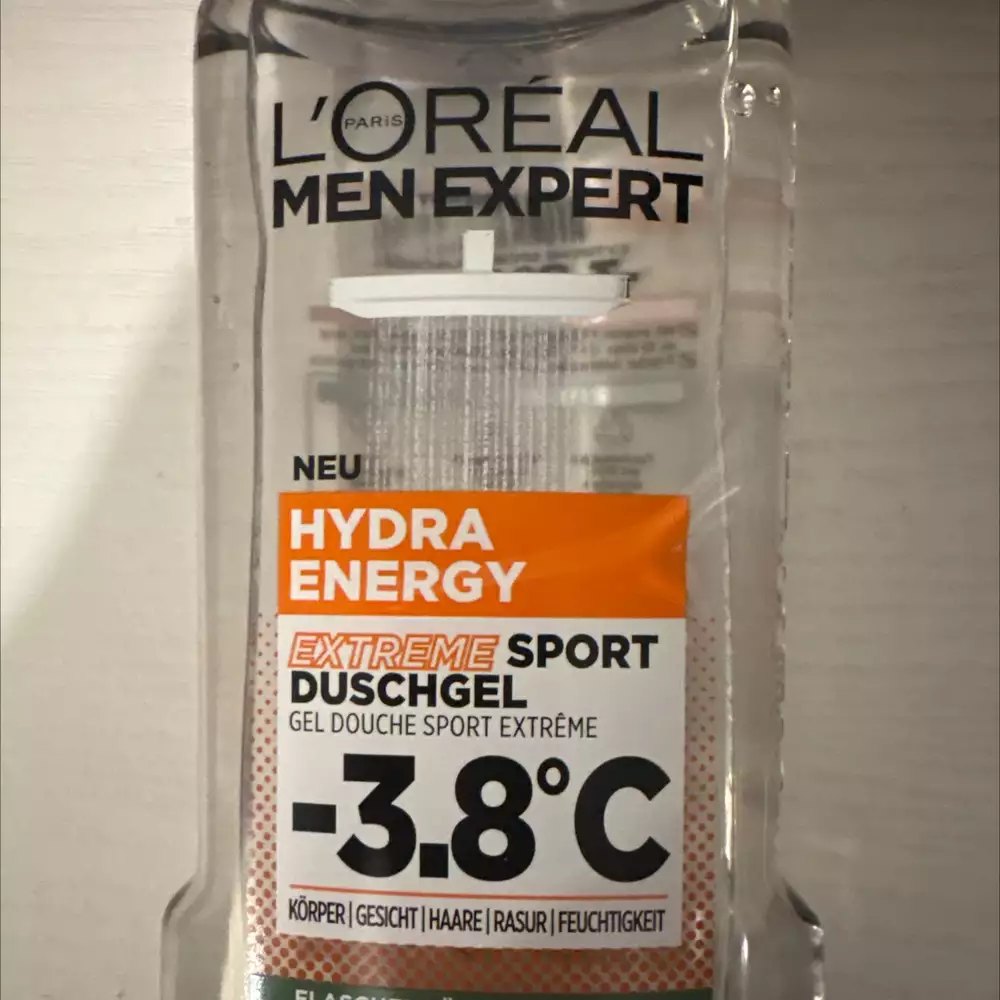 L'ORÉAL
PARIS
MEN EXPERT
NEU
HYDRA
ENERGY
EXTREME SPORT
DUSCHGEL
GEL DOUCHE SPORT EXTRÊME
-3.8°C
KÖRPER | GESICHT | HAARE | RASUR | FEUCHTIGKEIT